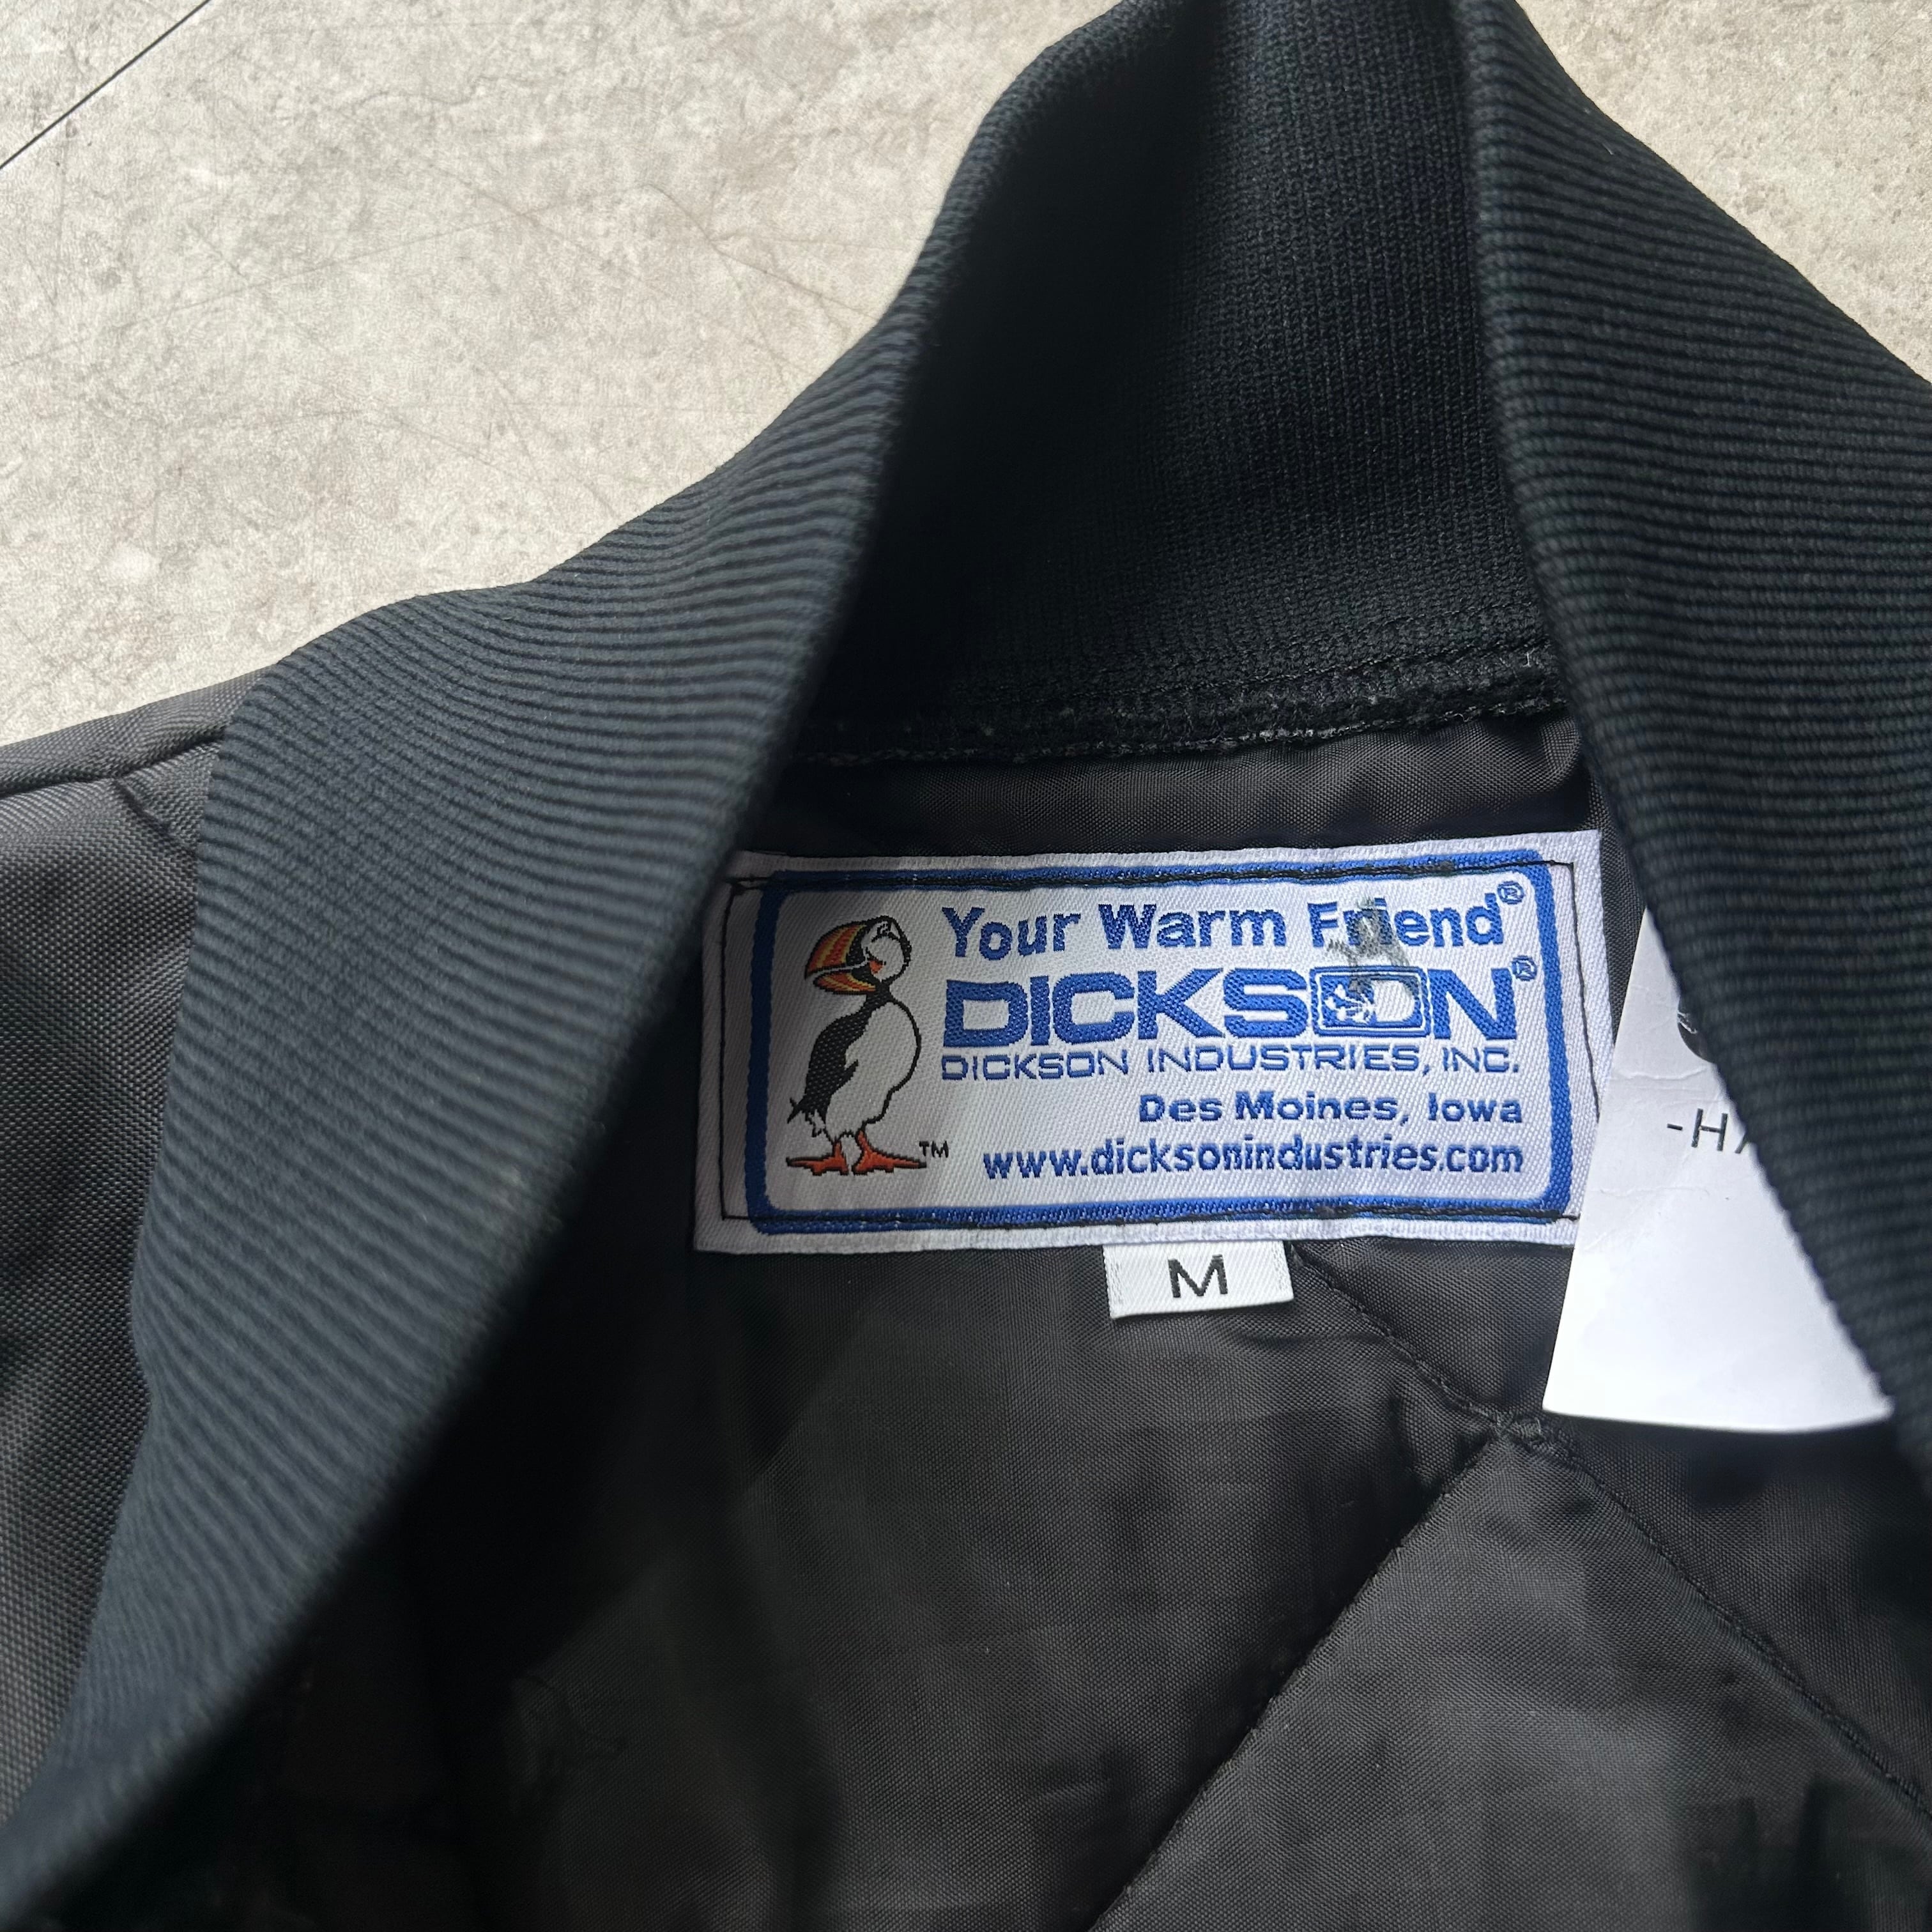 Your Warm Friend®
DICKSON®
DICKSON INDUSTRIES, INC.
Des Moines, Iowa
™ www.dicksonindustries.com
M
-H